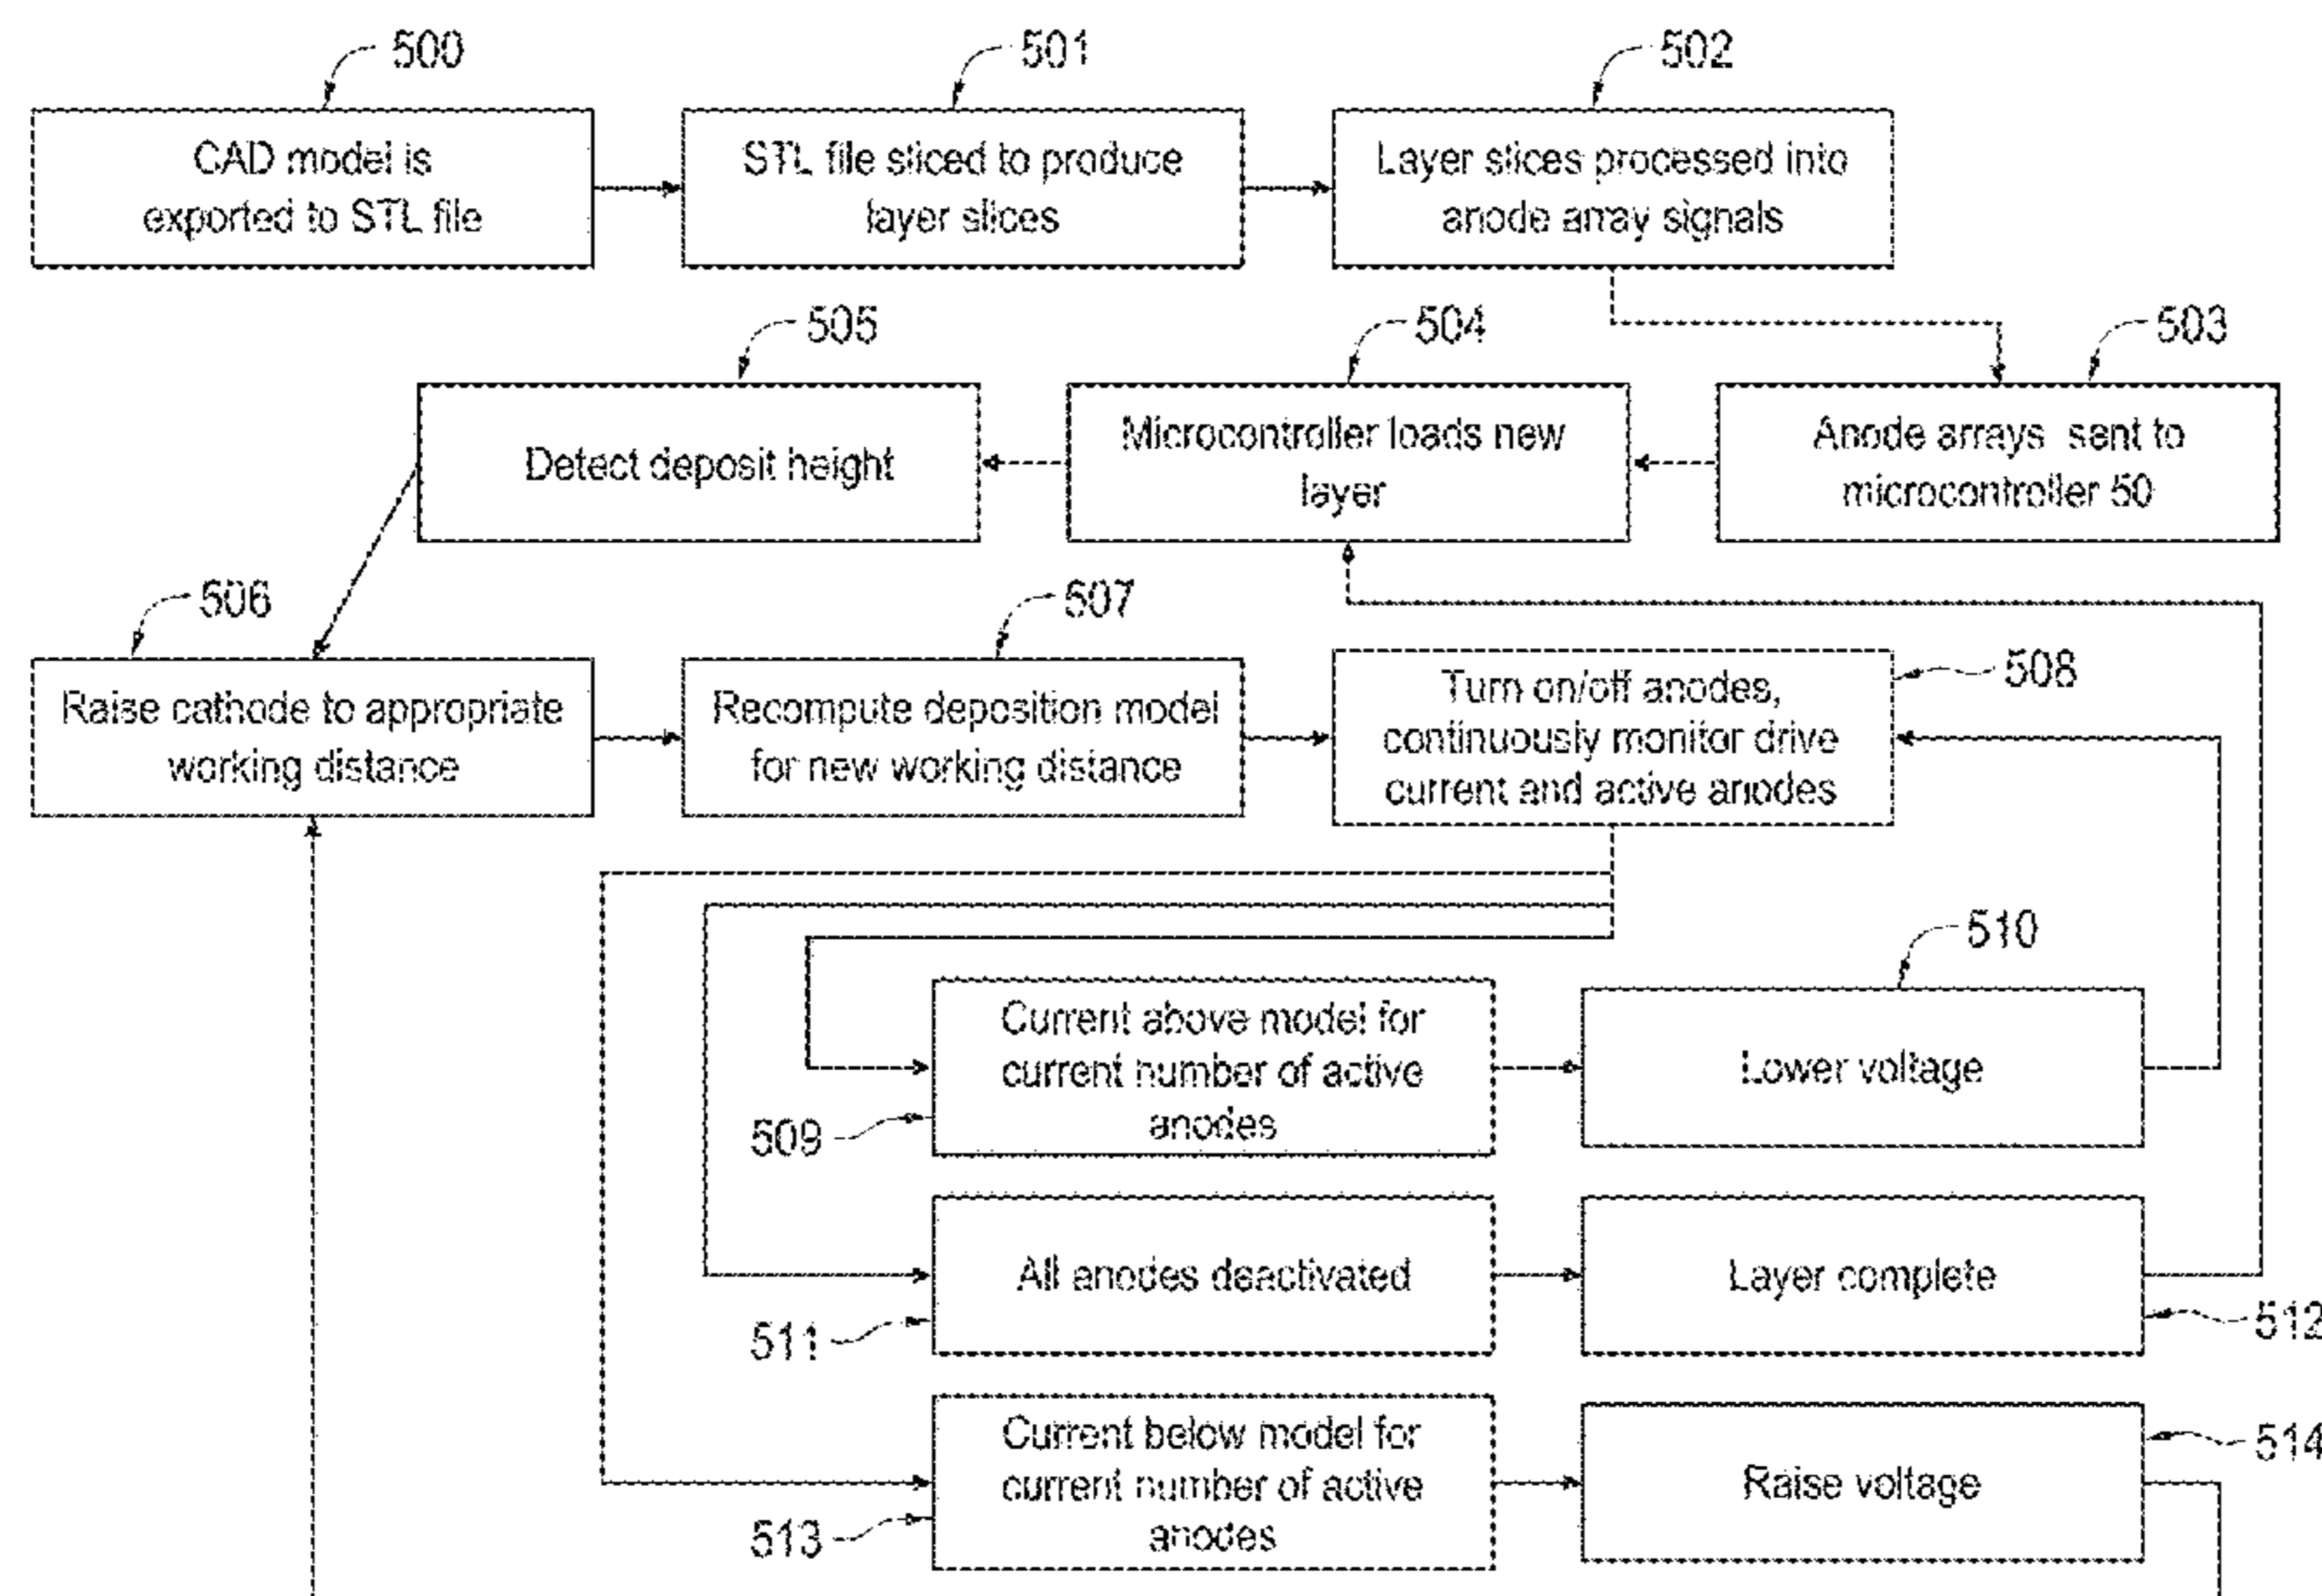 500
CAD model is
exported to STL file
501
STL file sliced to produce
layer slices
502
Layer slices processed into
anode array signals
503
Anode arrays sent to
microcontroller 50
504
Microcontroller loads new
layer
505
Detect deposit height
506
Raise cathode to appropriate
working distance
507
Recompute deposition model
for new working distance
508
Turn on/off anodes,
continuously monitor drive
current and active anodes
509
Current above model for
current number of active
anodes
510
Lower voltage
511
All anodes deactivated
512
Layer complete
513
Current below model for
current number of active
anodes
514
Raise voltage